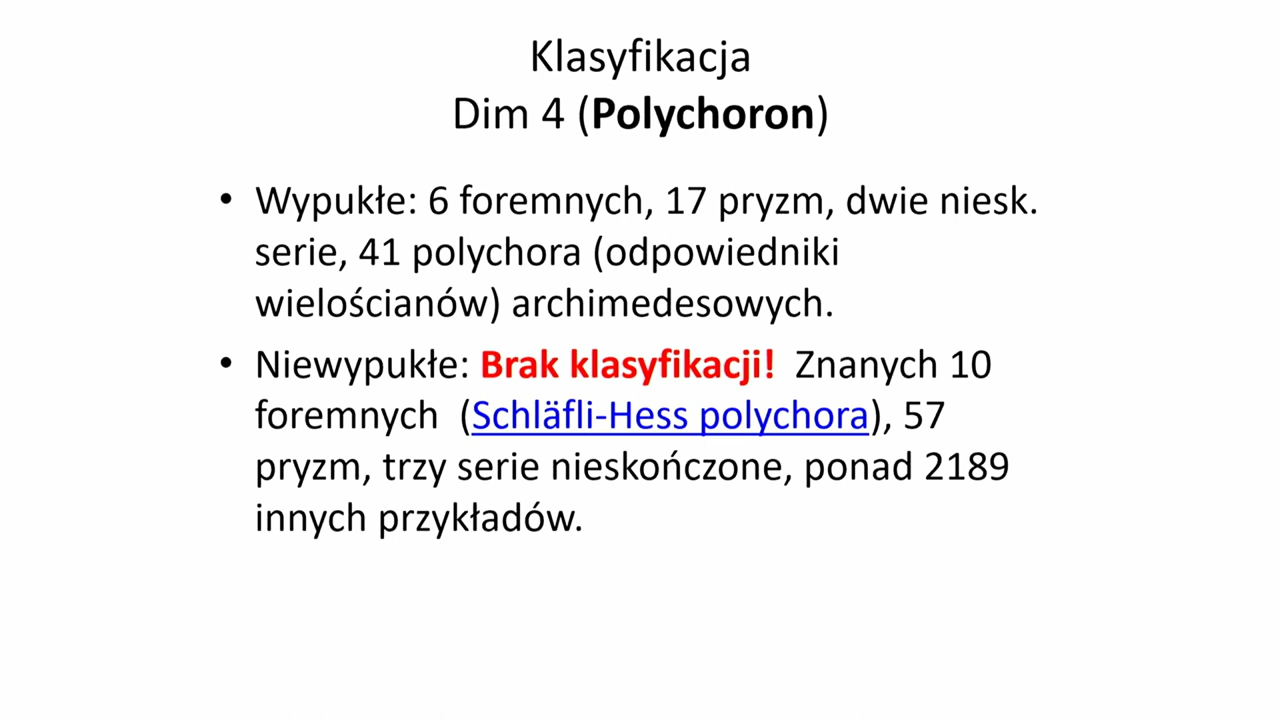 Klasyfikacja
Dim 4 (Polychoron)
• Wypukłe: 6 foremnych, 17 pryzm, dwie niesk.
serie, 41 polychora (odpowiedniki
wielościanów) archimedesowych.
• Niewypukłe: Brak klasyfikacji! Znanych 10
foremnych (Schläfli-Hess polychora), 57
pryzm, trzy serie nieskończone, ponad 2189
innych przykładów.